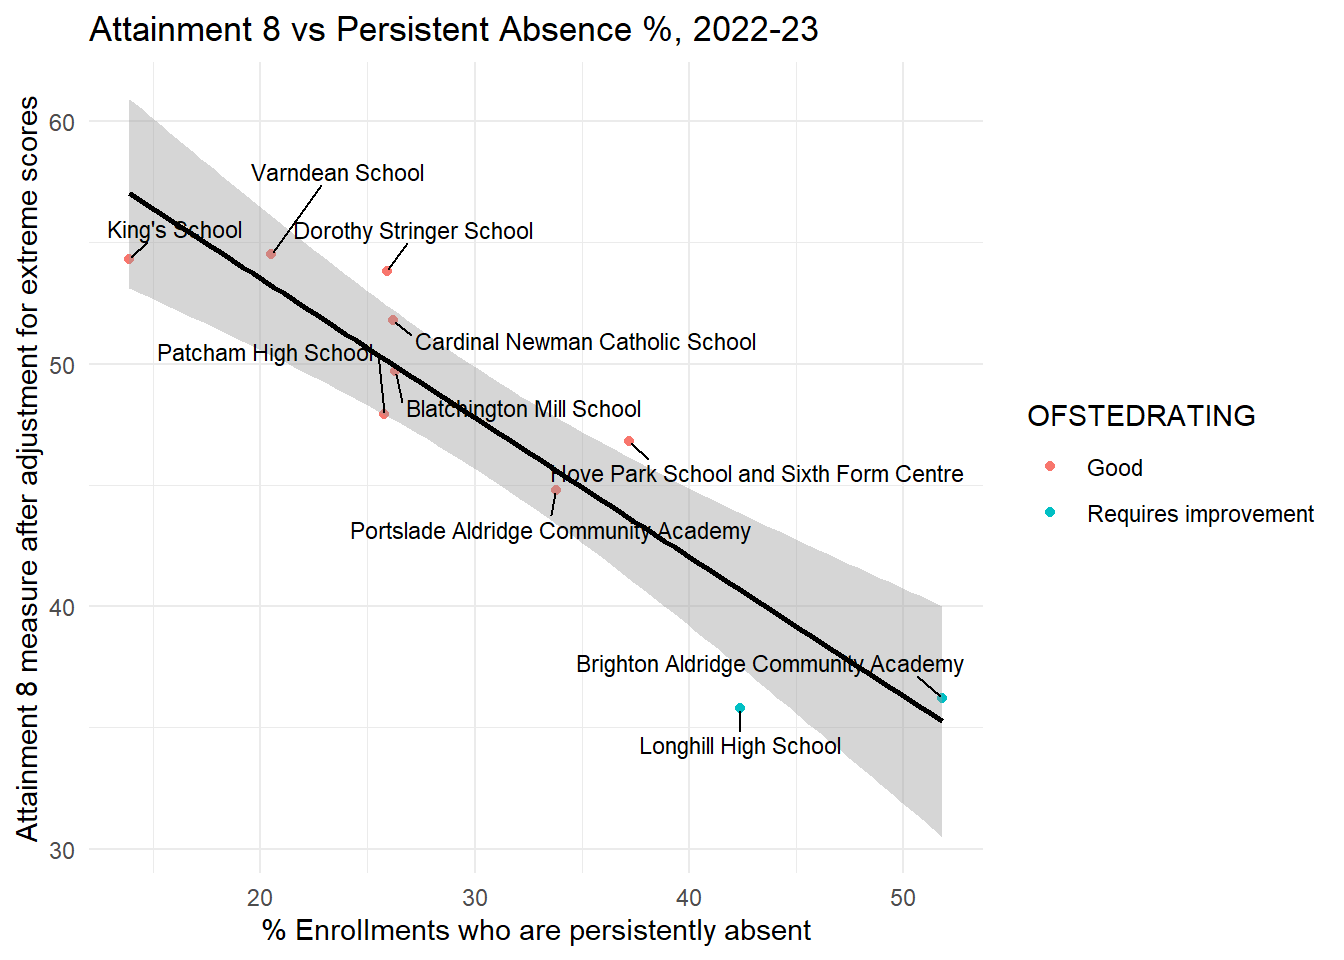 Attainment 8 vs Persistent Absence %, 2022-23
Attainment 8 measure after adjustment for extreme scores
60
50
40
30
Varndean School
King's School
Dorothy Stringer School
Cardinal Newman Catholic School
Patcham High School
Blatchington Mill School
Hove Park School and Sixth Form Centre
Portslade Aldridge Community Academy
Brighton Aldridge Community Academy
Longhill High School
20
30
40
50
% Enrollments who are persistently absent
OFSTEDRATING
Good
Requires improvement